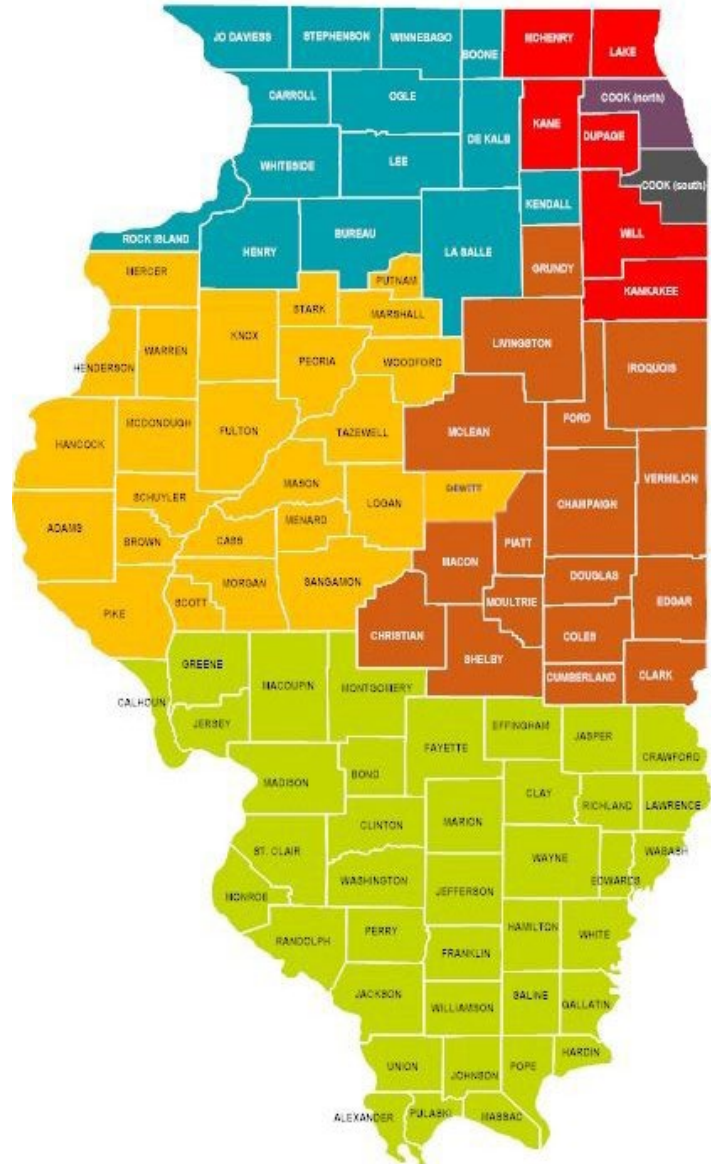 JO DAVIESS
STEPHENSON
WINNEBAGO
BOONE
MCHENRY
LAKE
CARROLL
OGLE
DE KALB
KANE
COOK (north)
DUPAGE
WHITESIDE
LEE
COOK (south)
KENDALL
ROCK ISLAND
HENRY
BUREAU
LA SALLE
WILL
GRUNDY
KANKAKEE
MERCER
PUTNAM
STARK
MARSHALL
KNOX
HENDERSON
WARREN
PEORIA
WOODFORD
LIVINGSTON
IROQUOIS
FORD
HANCOCK
MCDONOUGH
FULTON
TAZEWELL
MCLEAN
MASON
LOGAN
DEWITT
VERMILION
SCHUYLER
ADAMS
BROWN
CASS
MENARD
CHAMPAIGN
PIATT
MACON
PIKE
SCOTT
MORGAN
SANGAMON
DOUGLAS
MOULTRIE
EDGAR
CHRISTIAN
SHELBY
COLES
CUMBERLAND
CLARK
GREENE
MACOUPIN
MONTGOMERY
CALHOUN
JERSEY
FAYETTE
EFFINGHAM
JASPER
CRAWFORD
MADISON
BOND
CLAY
RICHLAND
LAWRENCE
CLINTON
MARION
ST. CLAIR
WAYNE
EDWARDS
WABASH
MONROE
WASHINGTON
JEFFERSON
RANDOLPH
PERRY
FRANKLIN
HAMILTON
WHITE
JACKSON
WILLIAMSON
SALINE
GALLATIN
UNION
JOHNSON
POPE
HARDIN
ALEXANDER
PULASKI
MASSAC